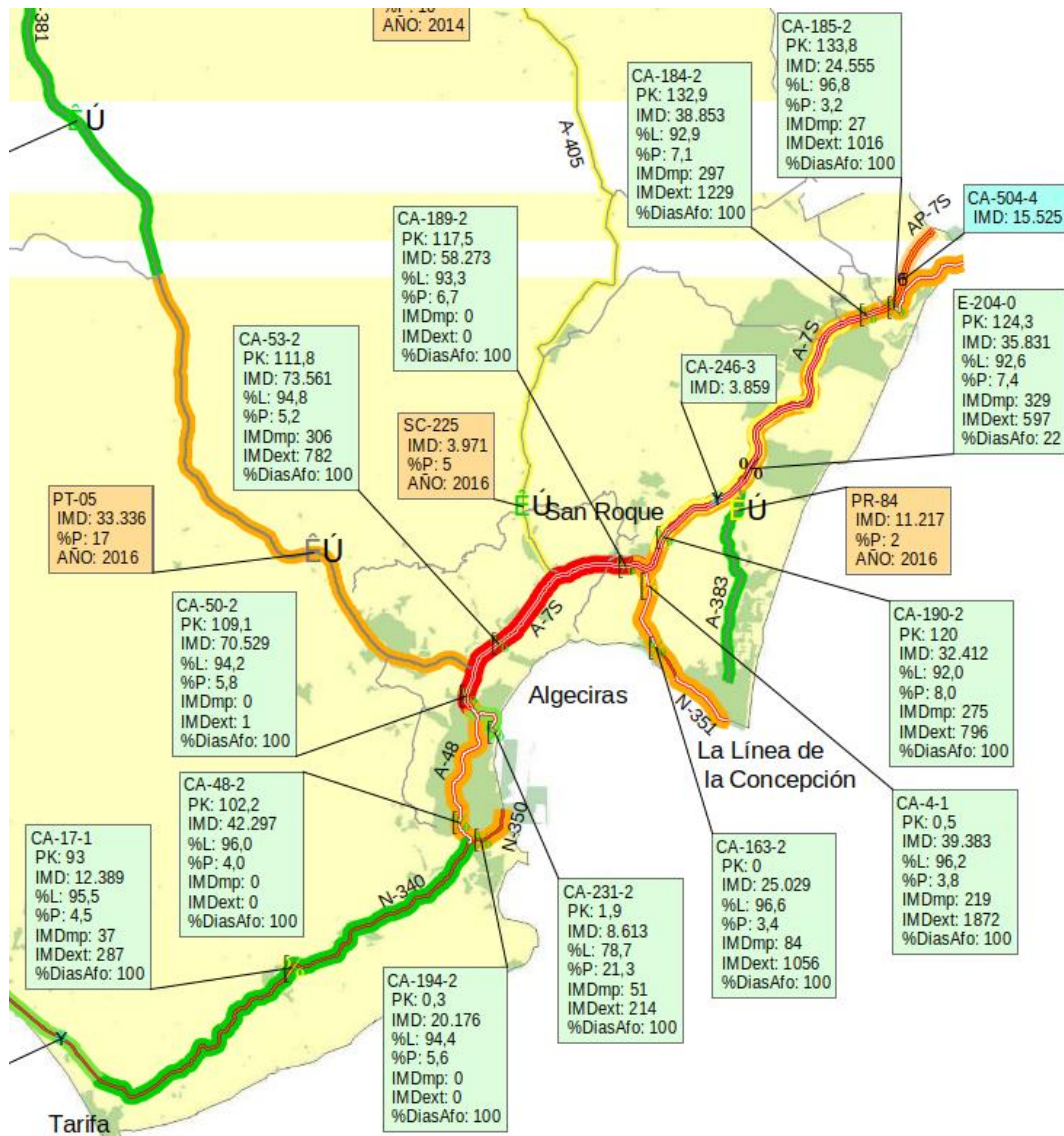 %P: 10
AÑO: 2014
-381
ÊÚ
A-405
CA-185-2
PK: 133,8
IMD: 24.555
%L: 96,8
%P: 3,2
IMDmp: 27
IMDext: 1016
%DiasAfo: 100
CA-184-2
PK: 132,9
IMD: 38.853
%L: 92,9
%P: 7,1
IMDmp: 297
IMDext: 1229
%DiasAfo: 100
CA-504-4
IMD: 15.525
AP-7S
CA-189-2
PK: 117,5
IMD: 58.273
%L: 93,3
%P: 6,7
IMDmp: 0
IMDext: 0
%DiasAfo: 100
E-204-0
PK: 124,3
IMD: 35.831
%L: 92,6
%P: 7,4
IMDmp: 329
IMDext: 597
%DiasAfo: 22
A-7S
CA-53-2
PK: 111,8
IMD: 73.561
%L: 94,8
%P: 5,2
IMDmp: 306
IMDext: 782
%DiasAfo: 100
CA-246-3
IMD: 3.859
SC-225
IMD: 3.971
%P: 5
AÑO: 2016
ÊÚ
San Roque
Y
ÊÚ
PR-84
IMD: 11.217
%P: 2
AÑO: 2016
PT-05
IMD: 33.336
%P: 17
AÑO: 2016
ÊÚ
A-7S
A-383
CA-50-2
PK: 109,1
IMD: 70.529
%L: 94,2
%P: 5,8
IMDmp: 0
IMDext: 1
%DiasAfo: 100
CA-190-2
PK: 120
IMD: 32.412
%L: 92,0
%P: 8,0
IMDmp: 275
IMDext: 796
%DiasAfo: 100
Algeciras
N-351
La Línea de
la Concepción
A-48
CA-48-2
PK: 102,2
IMD: 42.297
%L: 96,0
%P: 4,0
IMDmp: 0
IMDext: 0
%DiasAfo: 100
N-350
CA-4-1
PK: 0,5
IMD: 39.383
%L: 96,2
%P: 3,8
IMDmp: 219
IMDext: 1872
%DiasAfo: 100
CA-17-1
PK: 93
IMD: 12.389
%L: 95,5
%P: 4,5
IMDmp: 37
IMDext: 287
%DiasAfo: 100
N-340
CA-163-2
PK: 0
IMD: 25.029
%L: 96,6
%P: 3,4
IMDmp: 84
IMDext: 1056
%DiasAfo: 100
CA-231-2
PK: 1,9
IMD: 8.613
%L: 78,7
%P: 21,3
IMDmp: 51
IMDext: 214
%DiasAfo: 100
CA-194-2
PK: 0,3
IMD: 20.176
%L: 94,4
%P: 5,6
IMDmp: 0
IMDext: 0
%DiasAfo: 100
Y
Tarifa